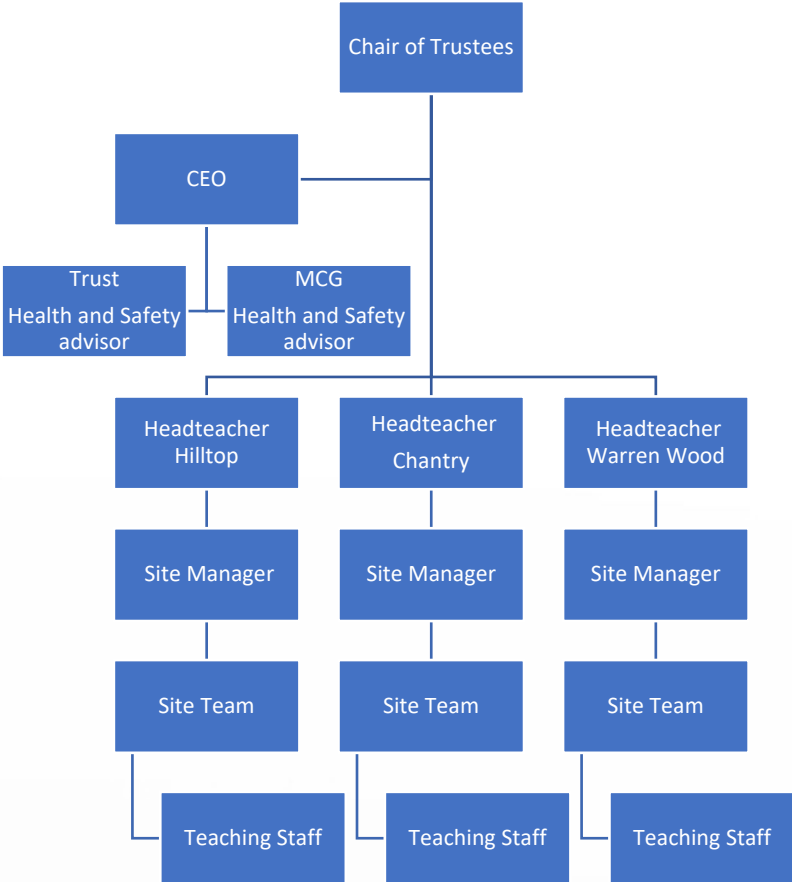 Chair of Trustees
CEO
Trust
Health and Safety
advisor
MCG
Health and Safety
advisor
Headteacher
Hilltop
Headteacher
Chantry
Headteacher
Warren Wood
Site Manager
Site Manager
Site Manager
Site Team
Site Team
Site Team
Teaching Staff
Teaching Staff
Teaching Staff